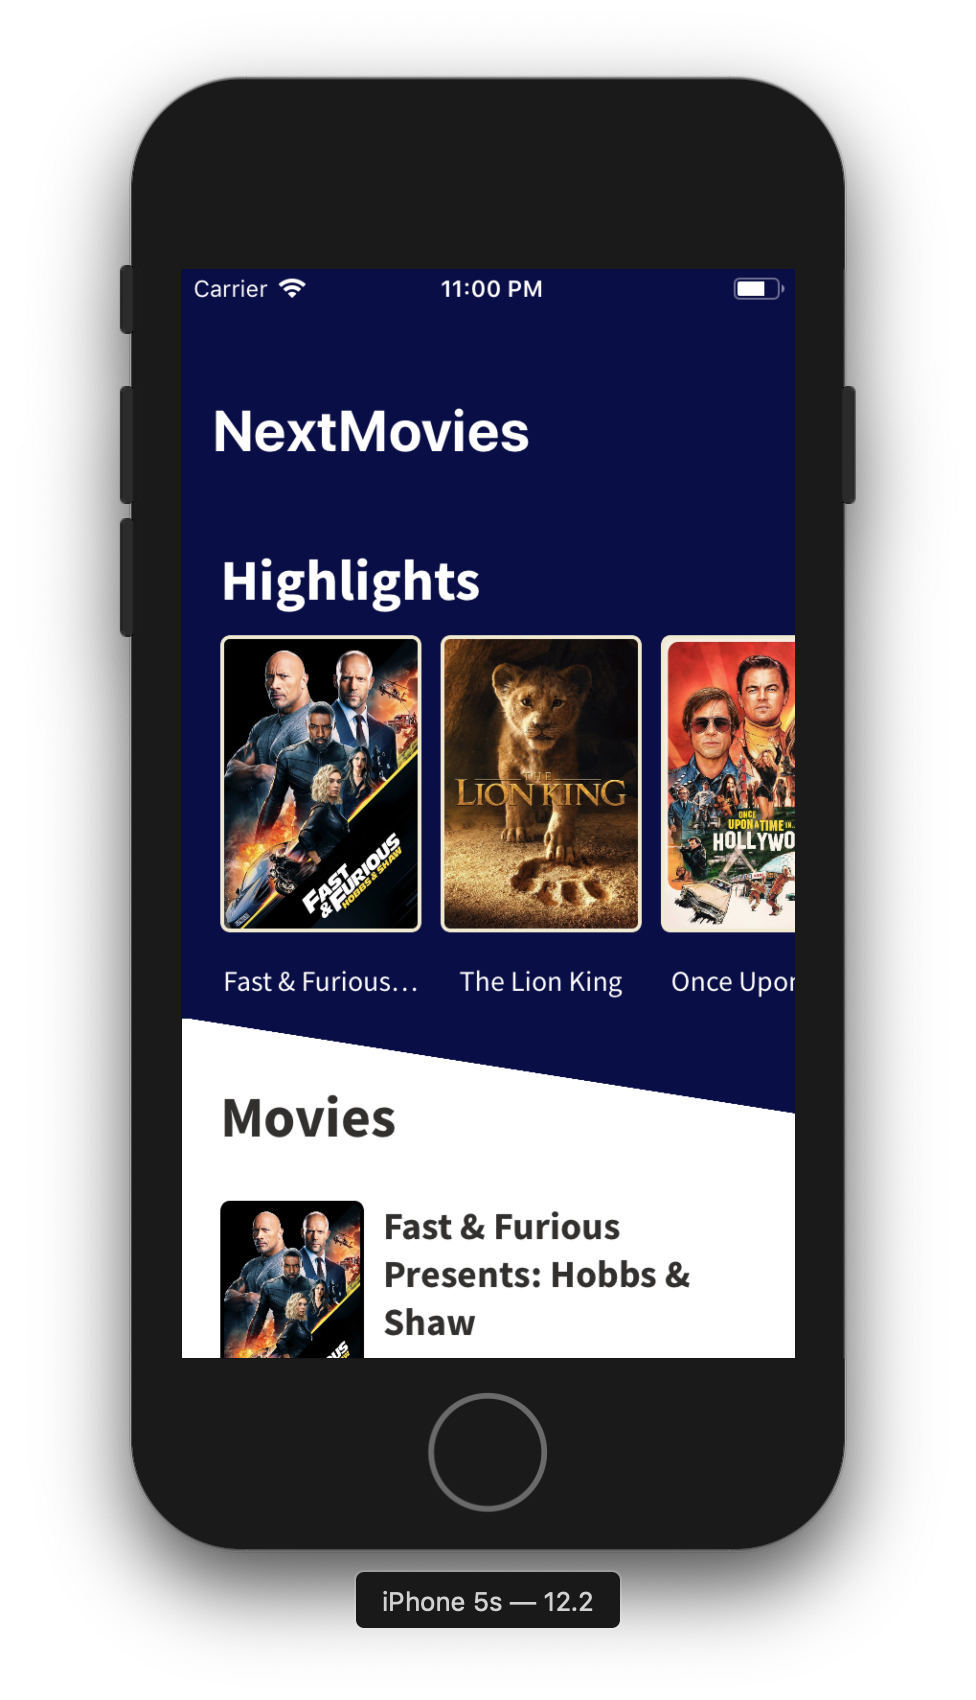 Carrier
11:00 PM
NextMovies
Highlights
FAST
& FURIOUS
HOBBS & SHAW
THE
LION KING
ONCE
UPON A TIME IN...
HOLLYWO
Fast & Furious...
The Lion King
Once Upon
Movies
Fast & Furious
Presents: Hobbs &
Shaw
iPhone 5s — 12.2